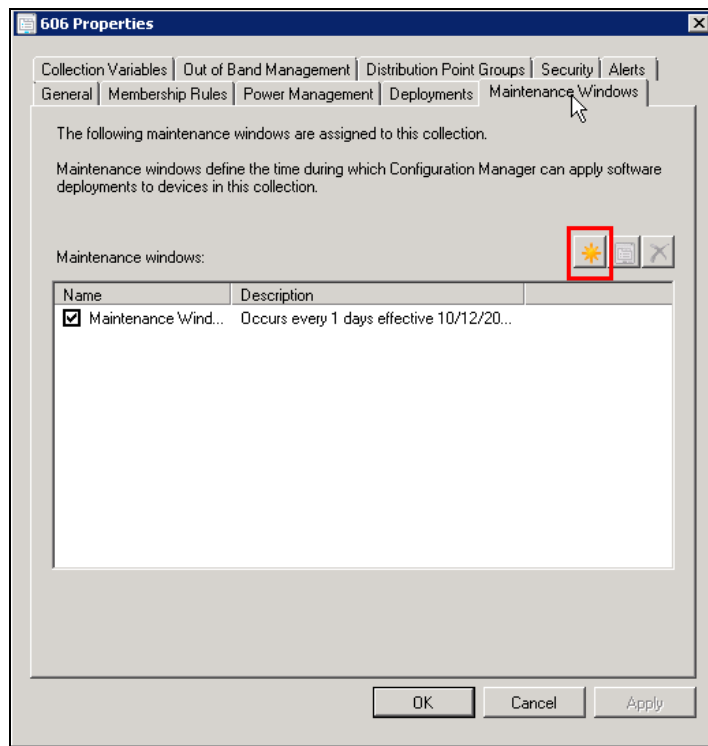 606 Properties
Collection Variables Out of Band Management Distribution Point Groups Security Alerts
General Membership Rules Power Management Deployments Maintenance Windows
The following maintenance windows are assigned to this collection.
Maintenance windows define the time during which Configuration Manager can apply software
deployments to devices in this collection.
Maintenance windows:
Name Description
Maintenance Wind... Occurs every 1 days effective 10/12/20...
OK Cancel Apply